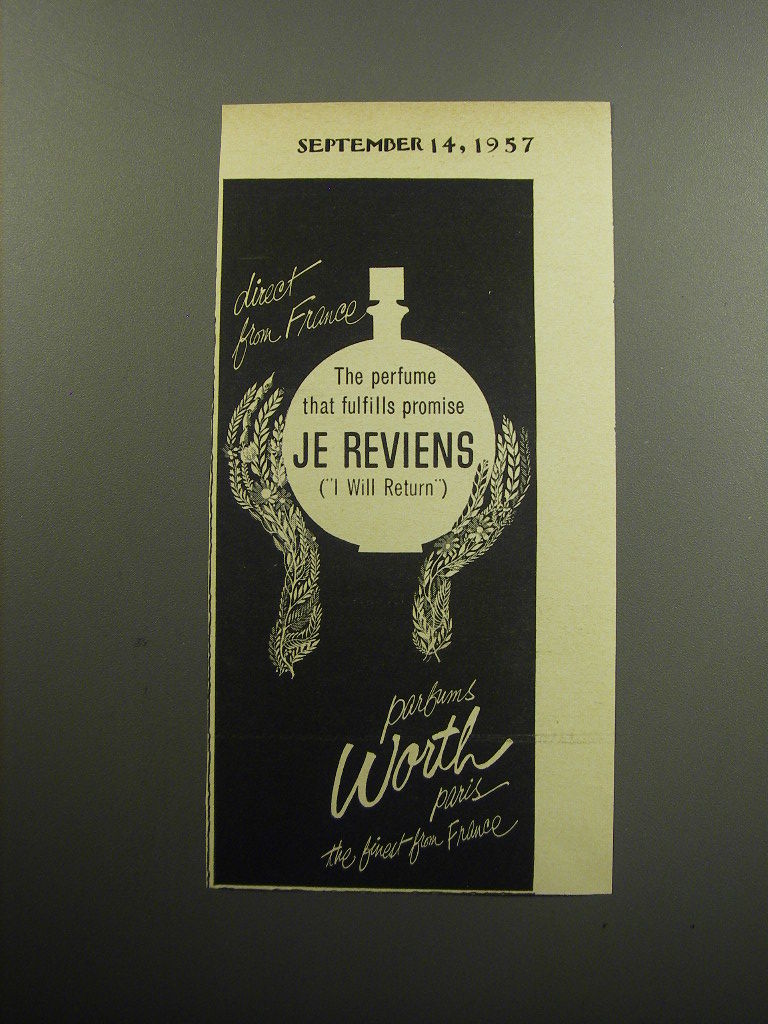 SEPTEMBER 14, 1957
direct
from France
The perfume
that fulfills promise
JE REVIENS
("I Will Return")
parfums
Worth
paris
the finest from France